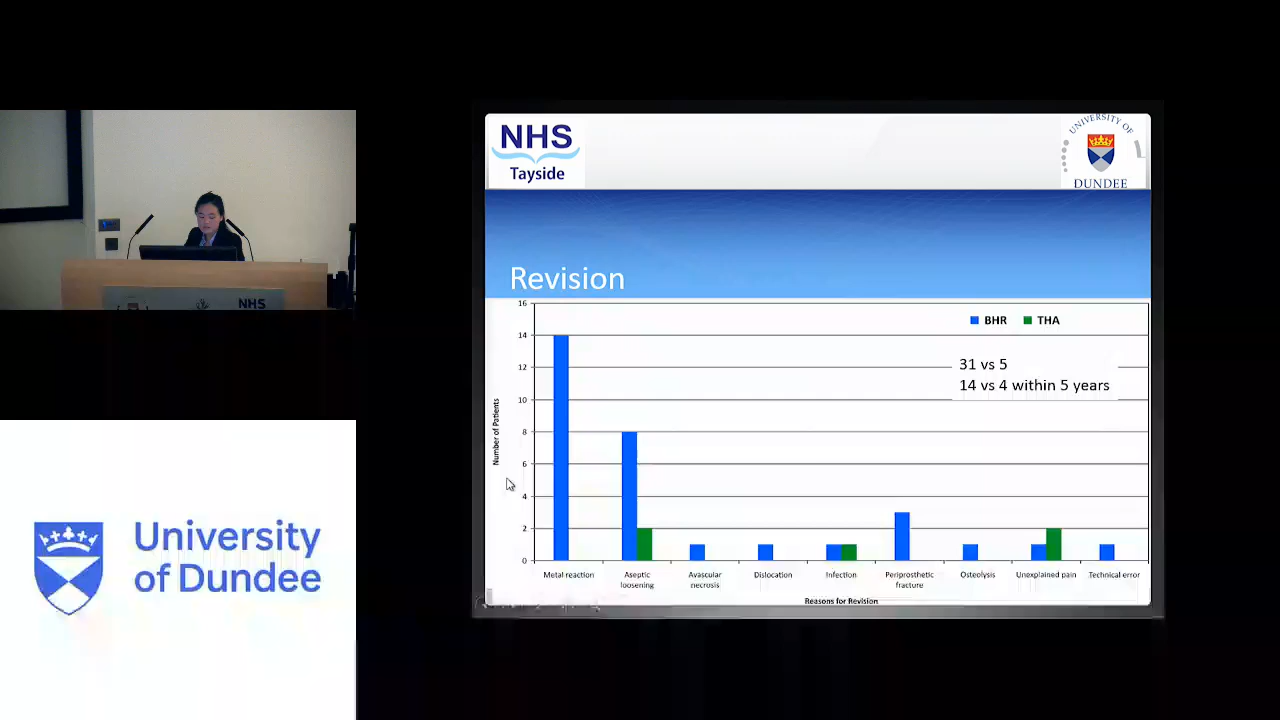 NHS
NHS
Tayside
UNIVERSITY OF
DUNDEE
Revision
16
14
12
10
8
6
4
2
0
Number of Patients
BHR
THA
31 vs 5
14 vs 4 within 5 years
Metal reaction
Aseptic
loosening
Avascular
necrosis
Dislocation
Infection
Periprosthetic
fracture
Osteolysis
Unexplained pain
Technical error
Reasons for Revision
University
of Dundee